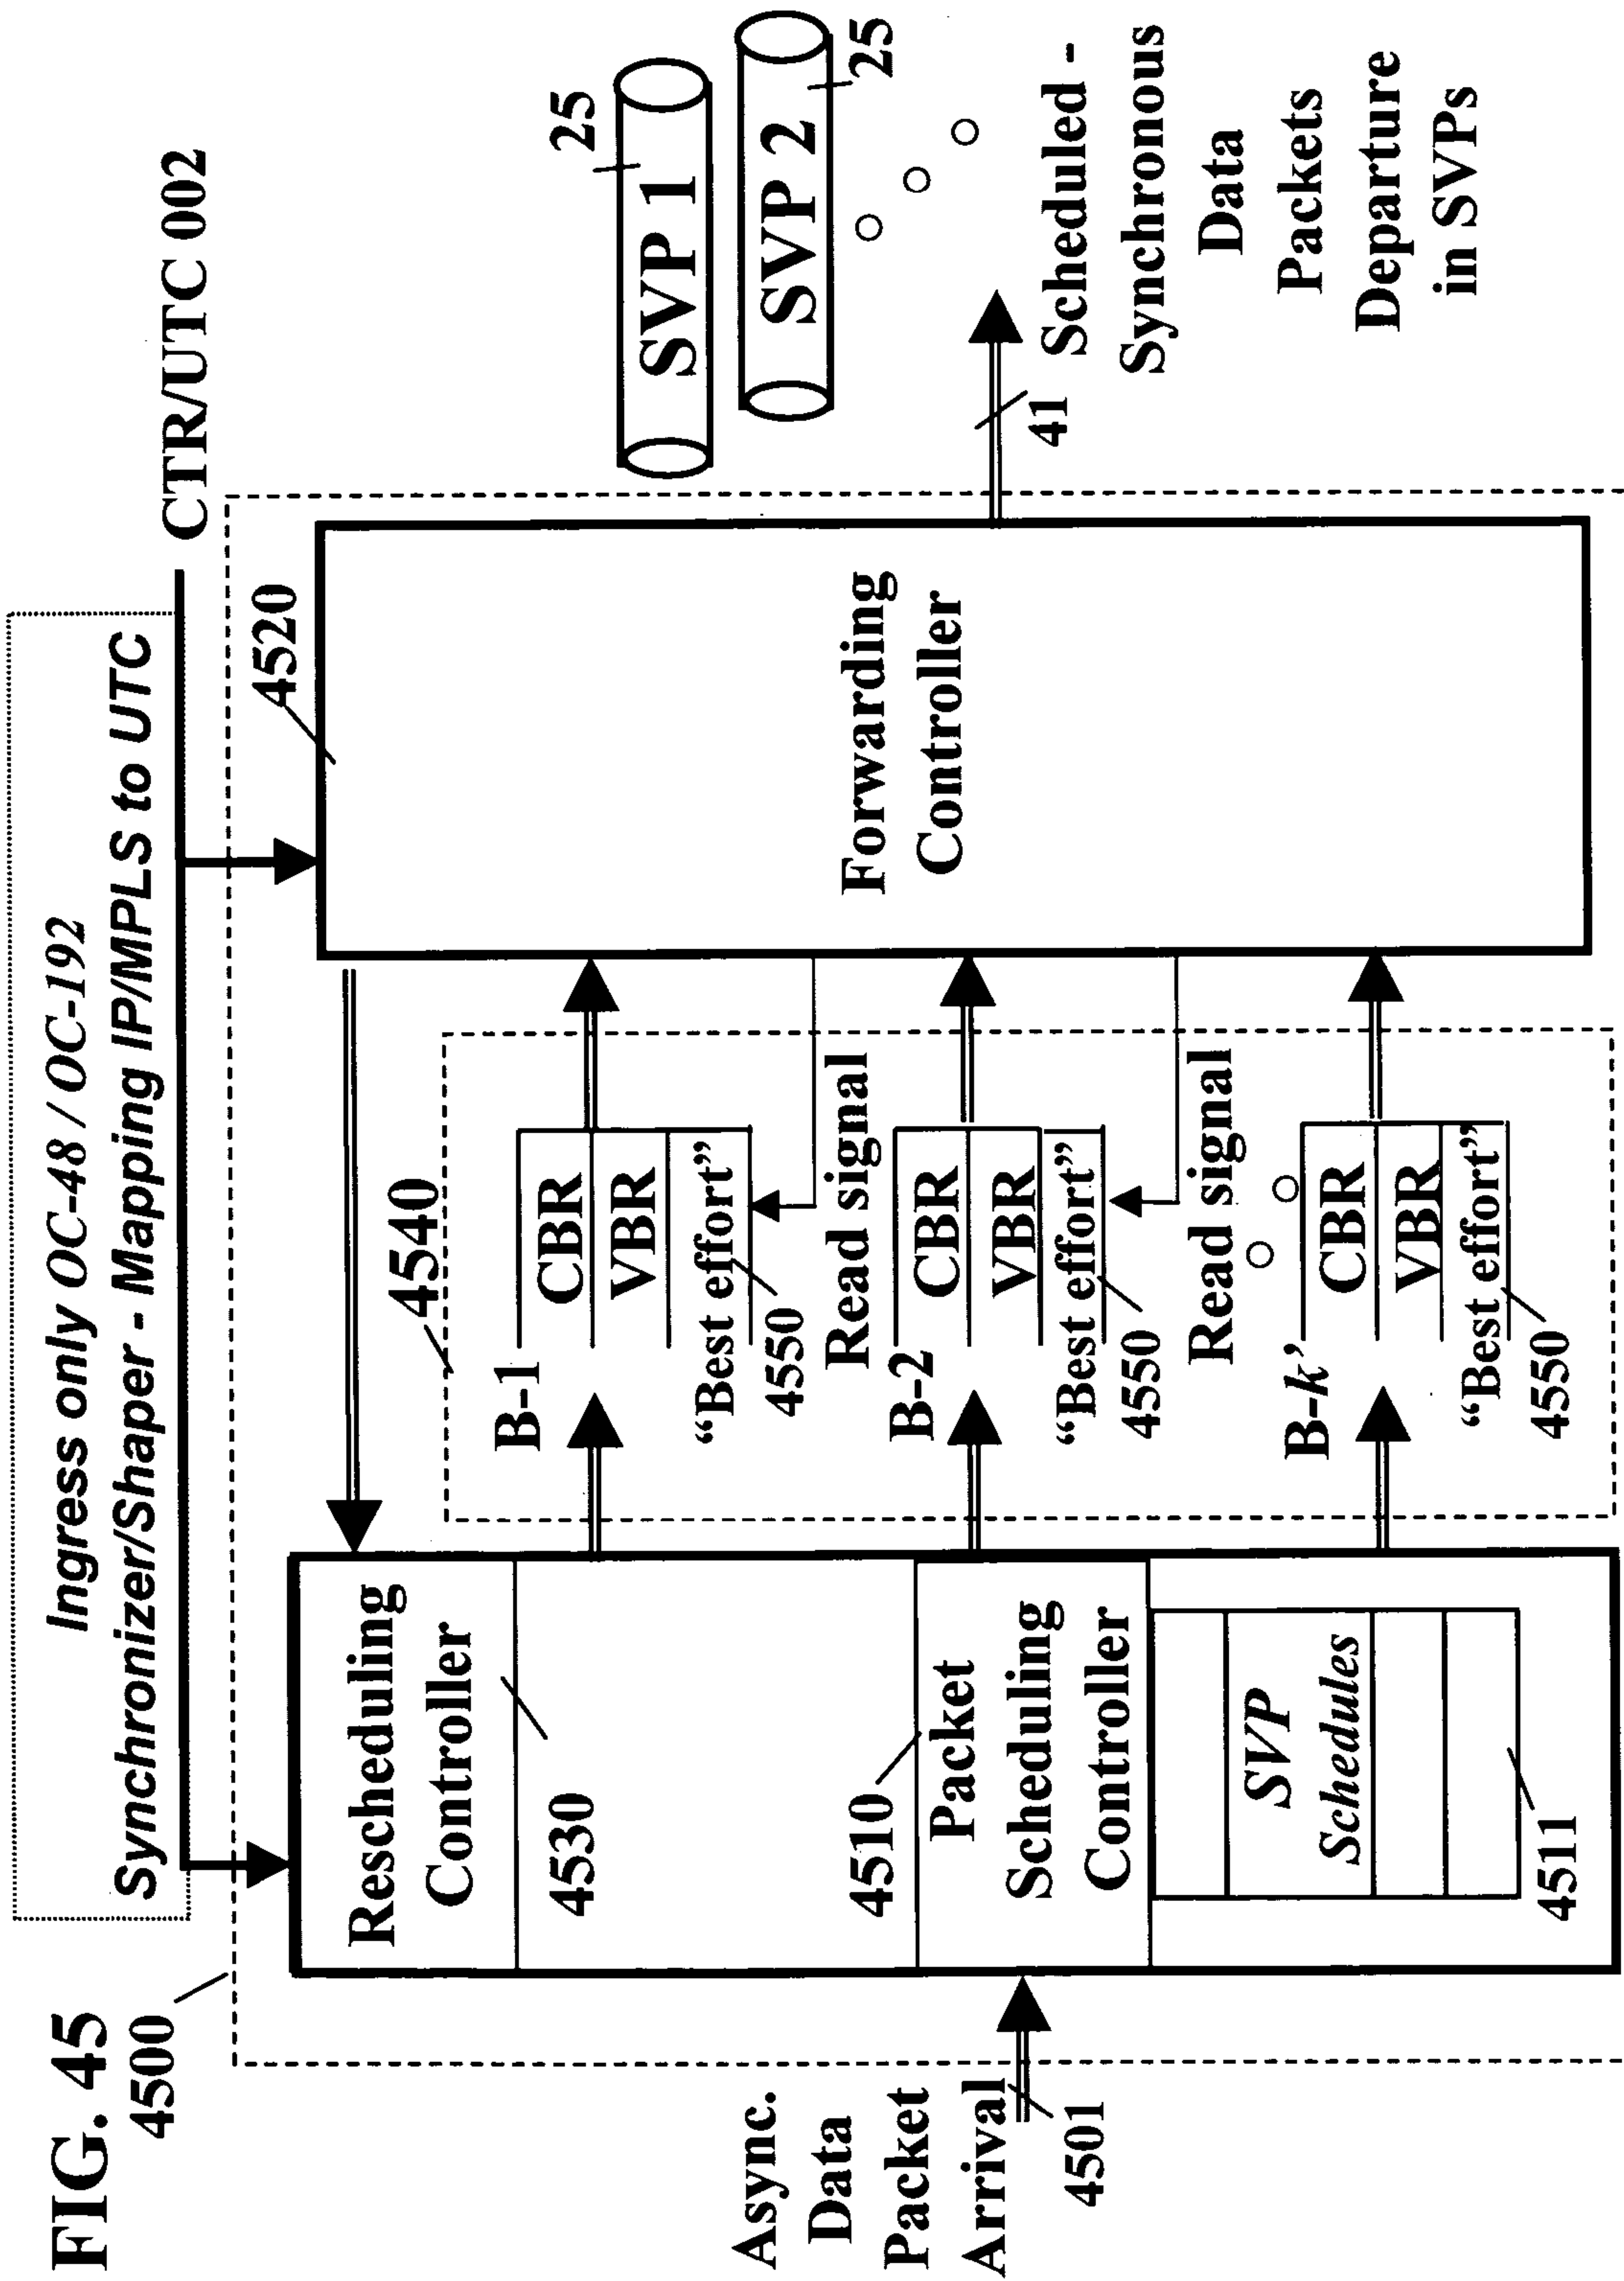 FIG. 45
Ingress only OC-48 / OC-192
Synchronizer/Shaper - Mapping IP/MPLS to UTC
CTR/UTC 002
4500
Async.
Data
Packet
Arrival
4501
Rescheduling
Controller
4530
4510
Packet
Scheduling
Controller
SVP
Schedules
4511
4540
B-1
CBR
VBR
“Best effort”
4550
Read signal
B-2
CBR
VBR
“Best effort”
4550
Read signal
B-k’
CBR
VBR
“Best effort”
4550
4520
Forwarding
Controller
25
SVP 1
SVP 2
25
41
Scheduled -
Synchronous
Data
Packets
Departure
in SVPs